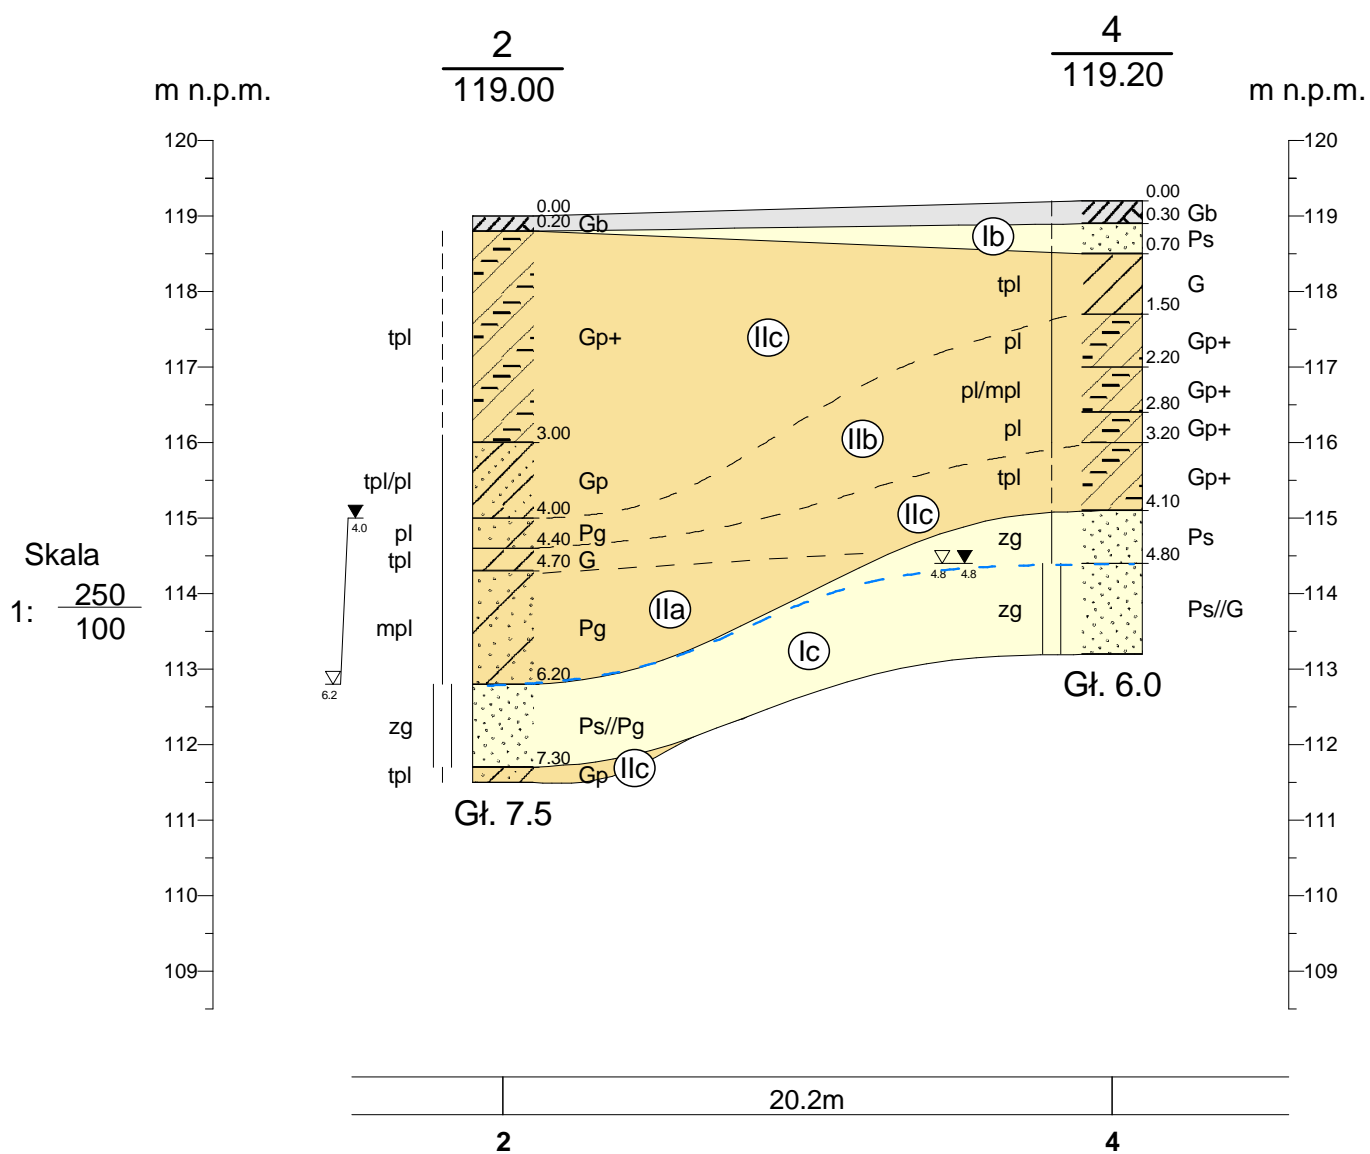 2
119.00
4
119.20
m n.p.m.
m n.p.m.
120
119
118
117
116
115
114
113
112
111
110
109
Skala
1: 250
100
tpl
tpl/pl
pl
tpl
mpl
zg
tpl
4.0
6.2
0.00
0.20
3.00
4.00
4.40
4.70
6.20
7.30
Gb
Gp+
Gp
Pg
G
Pg
Ps//Pg
Gp
Gł. 7.5
Ib
IIc
IIb
IIc
IIa
Ic
IIc
tpl
pl
pl/mpl
pl
tpl
zg
zg
4.8
4.8
0.00
0.30
0.70
1.50
2.20
2.80
3.20
4.10
4.80
Gb
Ps
G
Gp+
Gp+
Gp+
Gp+
Ps
Ps//G
Gł. 6.0
120
119
118
117
116
115
114
113
112
111
110
109
20.2m
2
4